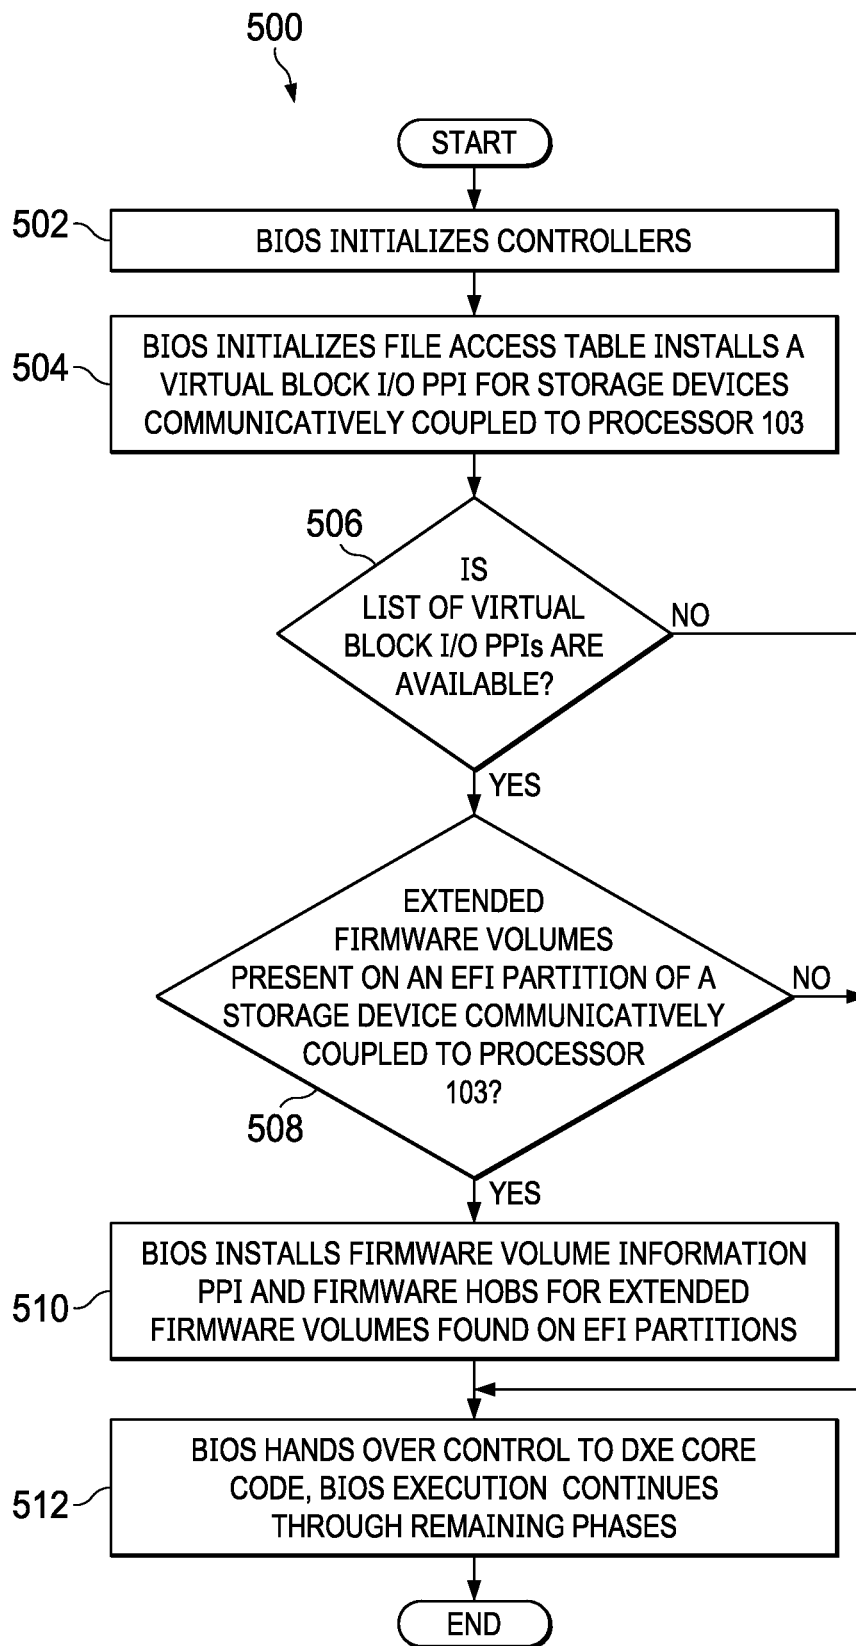 500
START
502
BIOS INITIALIZES CONTROLLERS
504
BIOS INITIALIZES FILE ACCESS TABLE INSTALLS A
VIRTUAL BLOCK I/O PPI FOR STORAGE DEVICES
COMMUNICATIVELY COUPLED TO PROCESSOR 103
506
IS
LIST OF VIRTUAL
BLOCK I/O PPIs ARE
AVAILABLE?
NO
YES
EXTENDED
FIRMWARE VOLUMES
PRESENT ON AN EFI PARTITION OF A
STORAGE DEVICE COMMUNICATIVELY
COUPLED TO PROCESSOR
103?
NO
508
YES
510
BIOS INSTALLS FIRMWARE VOLUME INFORMATION
PPI AND FIRMWARE HOBS FOR EXTENDED
FIRMWARE VOLUMES FOUND ON EFI PARTITIONS
512
BIOS HANDS OVER CONTROL TO DXE CORE
CODE, BIOS EXECUTION CONTINUES
THROUGH REMAINING PHASES
END